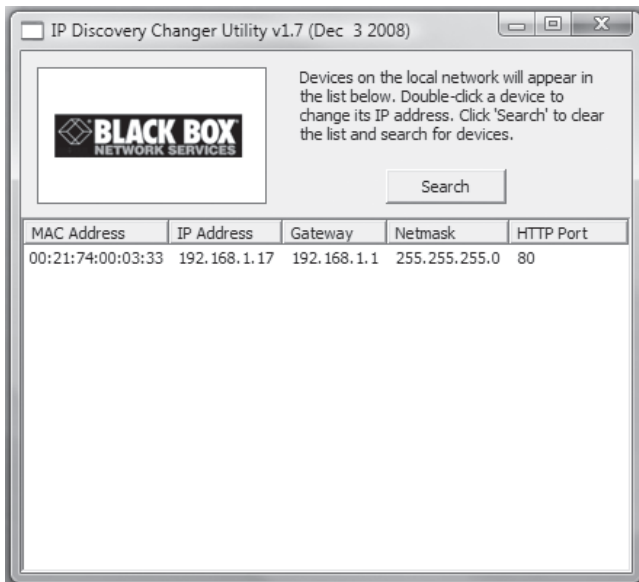 IP Discovery Changer Utility v1.7 (Dec 3 2008)
BLACK BOX
NETWORK SERVICES
Devices on the local network will appear in
the list below. Double-click a device to
change its IP address. Click 'Search' to clear
the list and search for devices.
Search
MAC Address IP Address Gateway Netmask HTTP Port
00:21:74:00:03:33 192.168.1.17 192.168.1.1 255.255.255.0 80